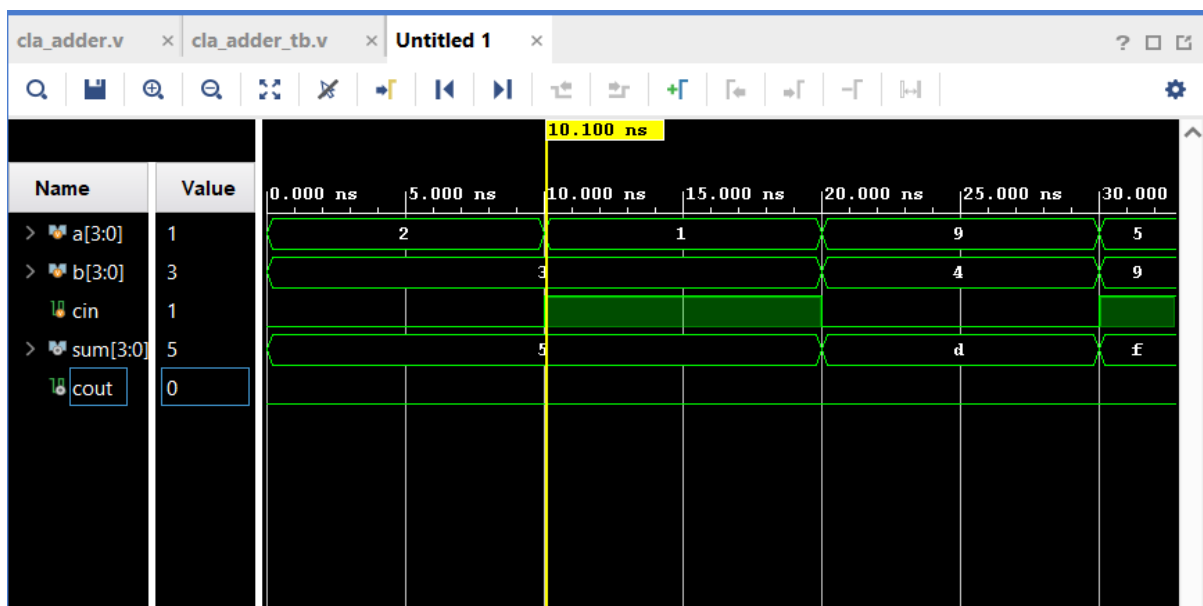 cla_adder.v × cla_adder_tb.v × Untitled 1 ×
?
10.100 ns
Name Value 0.000 ns 5.000 ns 10.000 ns 15.000 ns 20.000 ns 25.000 ns 30.000
> a[3:0] 1 2 1 9 5
> b[3:0] 3 3 4 9
cin 1
> sum[3:0] 5 5 d f
cout 0